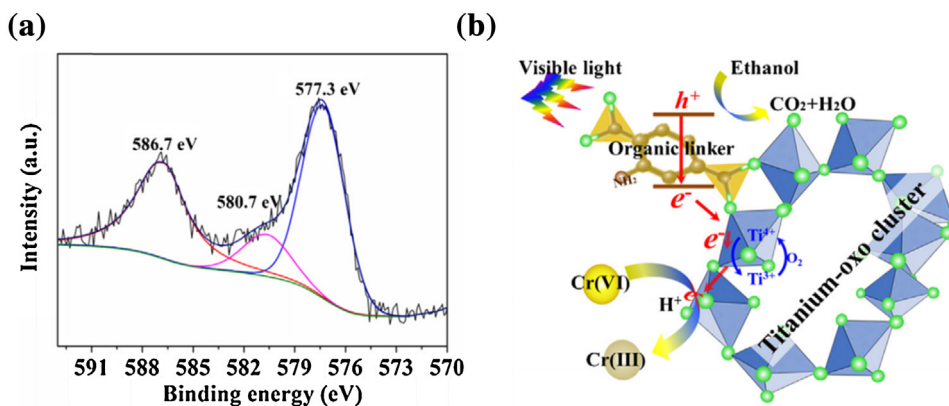 (a)
577.3 eV
586.7 eV
580.7 eV
Intensity (a.u.)
591 588 585 582 579 576 573 570
Binding energy (eV)
(b)
Visible light
Ethanol
h⁺
CO₂+H₂O
Organic linker
NH₂
e⁻
e⁻
Ti⁴⁺
O₂
Ti³⁺
Cr(VI)
H⁺
e⁻
Cr(III)
Titanium-oxo cluster